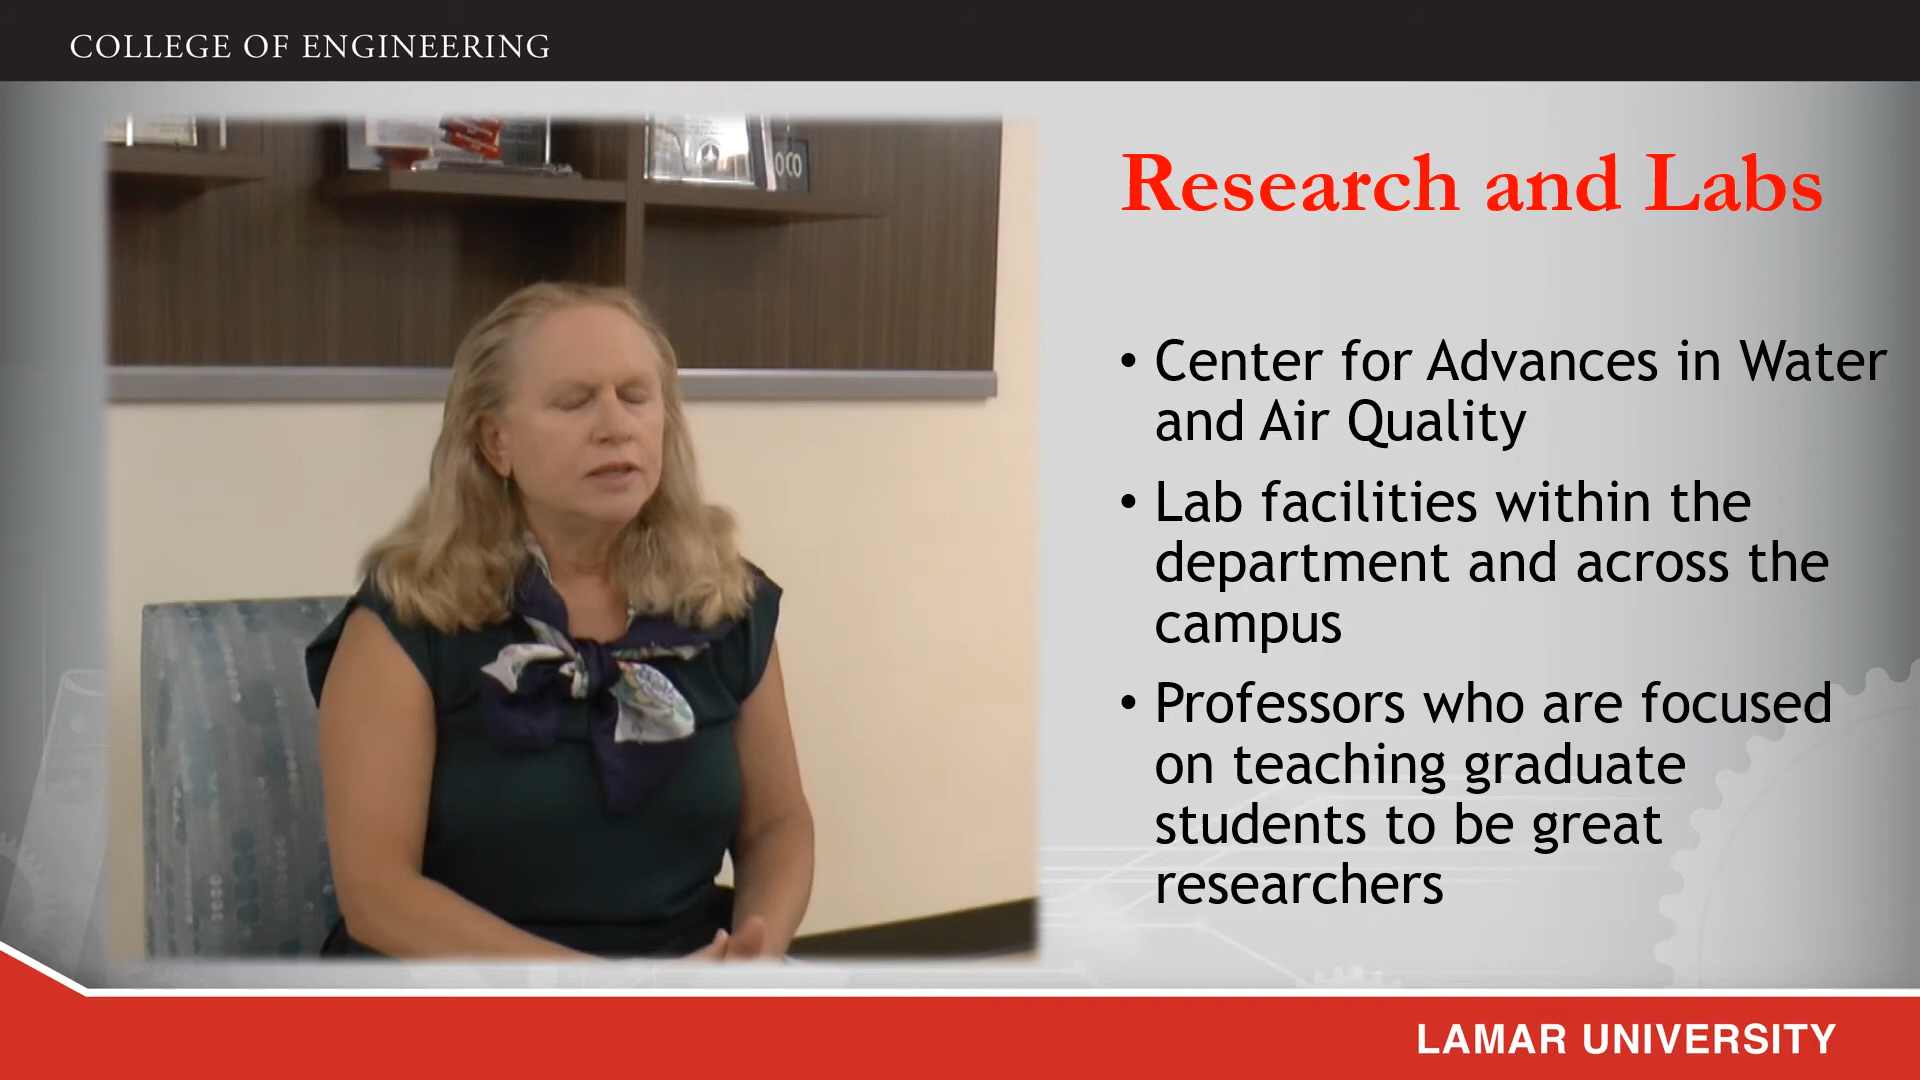 COLLEGE OF ENGINEERING
OCO
Research and Labs
• Center for Advances in Water
and Air Quality
• Lab facilities within the
department and across the
campus
• Professors who are focused
on teaching graduate
students to be great
researchers
LAMAR UNIVERSITY